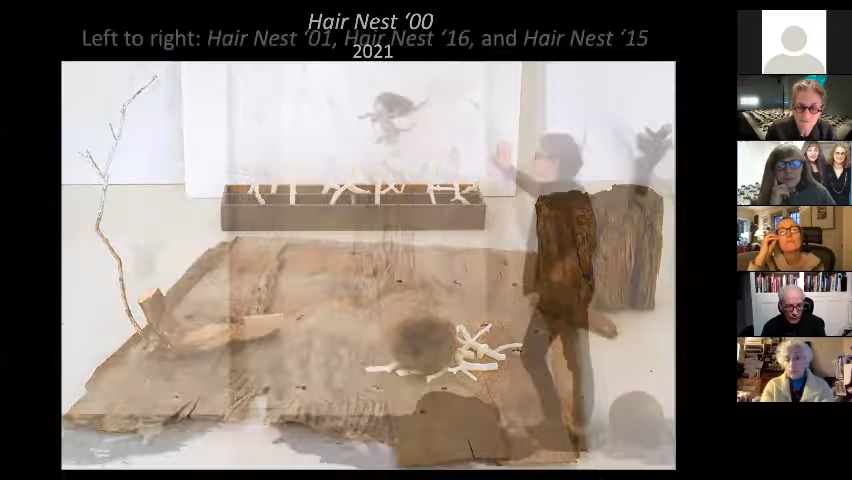 Hair Nest ‘00
Left to right: Hair Nest ‘01, Hair Nest ‘16, and Hair Nest ‘15
2021